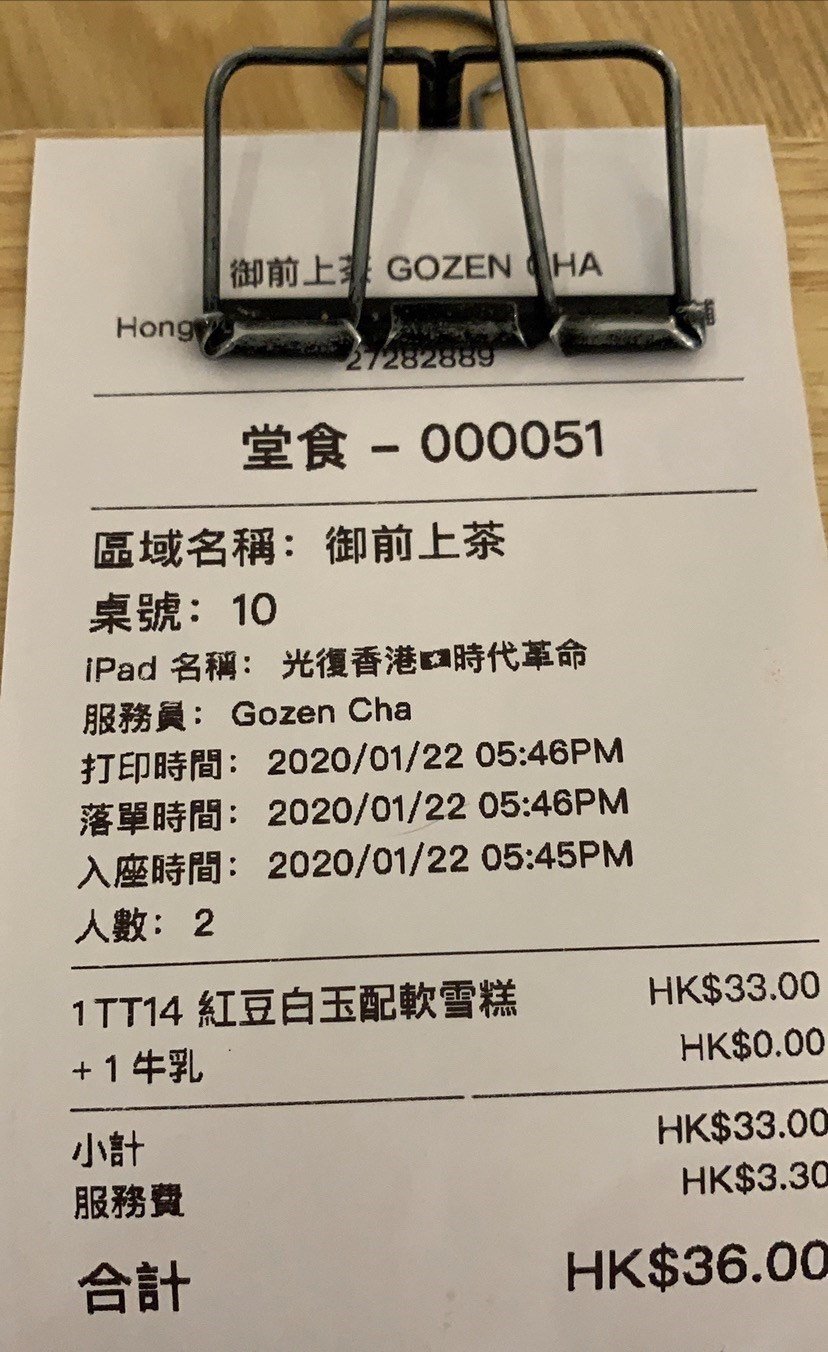 御前上茶 GOZEN CHA
Hong
舖
27282889
堂食 – 000051
區域名稱： 御前上茶
桌號： 10
iPad 名稱： 光復香港 時代革命
服務員： Gozen Cha
打印時間： 2020/01/22 05:46PM
落單時間： 2020/01/22 05:46PM
入座時間： 2020/01/22 05:45PM
人數： 2
1 TT14 紅豆白玉配軟雪糕 HK$33.00
+ 1 牛乳 HK$0.00
小計 HK$33.00
服務費 HK$3.30
合計 HK$36.00